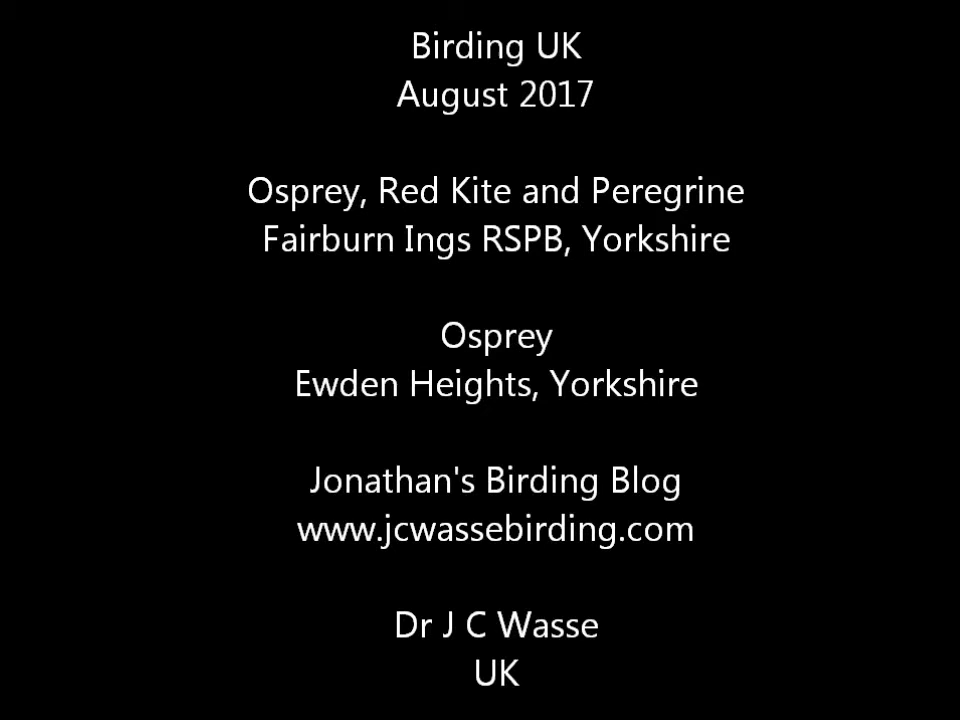 Birding UK
August 2017
Osprey, Red Kite and Peregrine
Fairburn Ings RSPB, Yorkshire
Osprey
Ewden Heights, Yorkshire
Jonathan's Birding Blog
www.jcwassebirding.com
Dr J C Wasse
UK